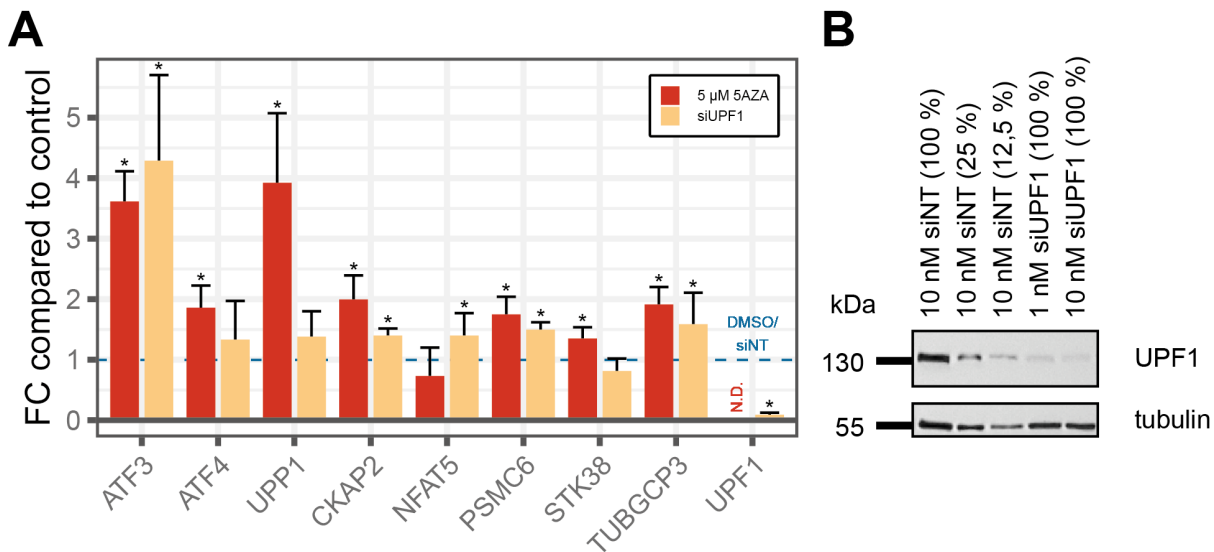 A
FC compared to control
5
4
3
2
1
0
*
*
*
*
*
*
*
*
*
*
*
*
*
5 µM 5AZA
siUPF1
DMSO/
siNT
N.D.
ATF3
ATF4
UPP1
CKAP2
NFAT5
PSMC6
STK38
TUBGCP3
UPF1
B
10 nM siNT (100 %)
10 nM siNT (25 %)
10 nM siNT (12,5 %)
1 nM siUPF1 (100 %)
10 nM siUPF1 (100 %)
kDa
130
UPF1
55
tubulin